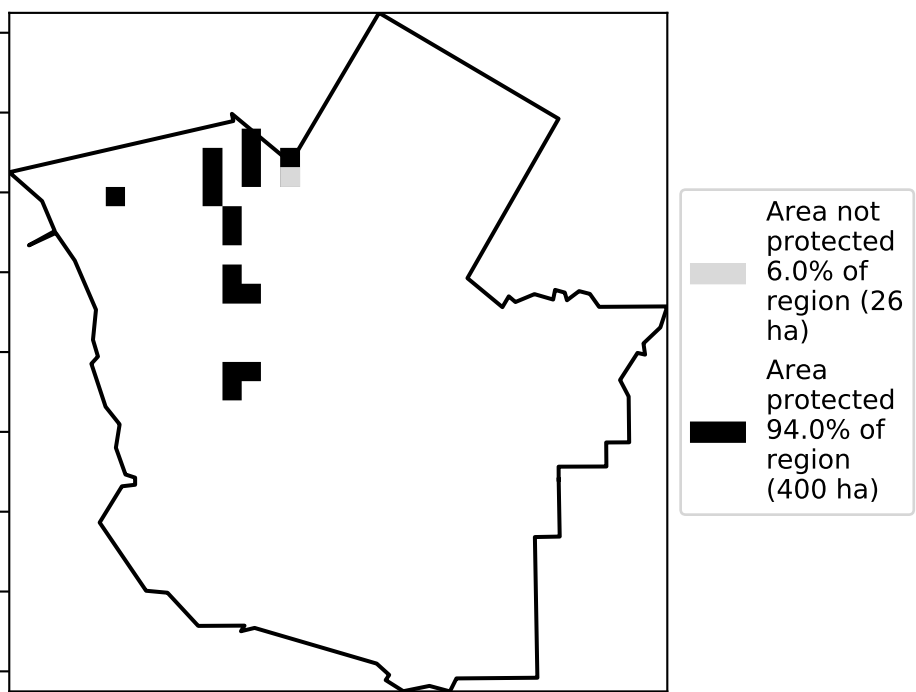 Area not
protected
6.0% of
region (26
ha)
Area
protected
94.0% of
region
(400 ha)